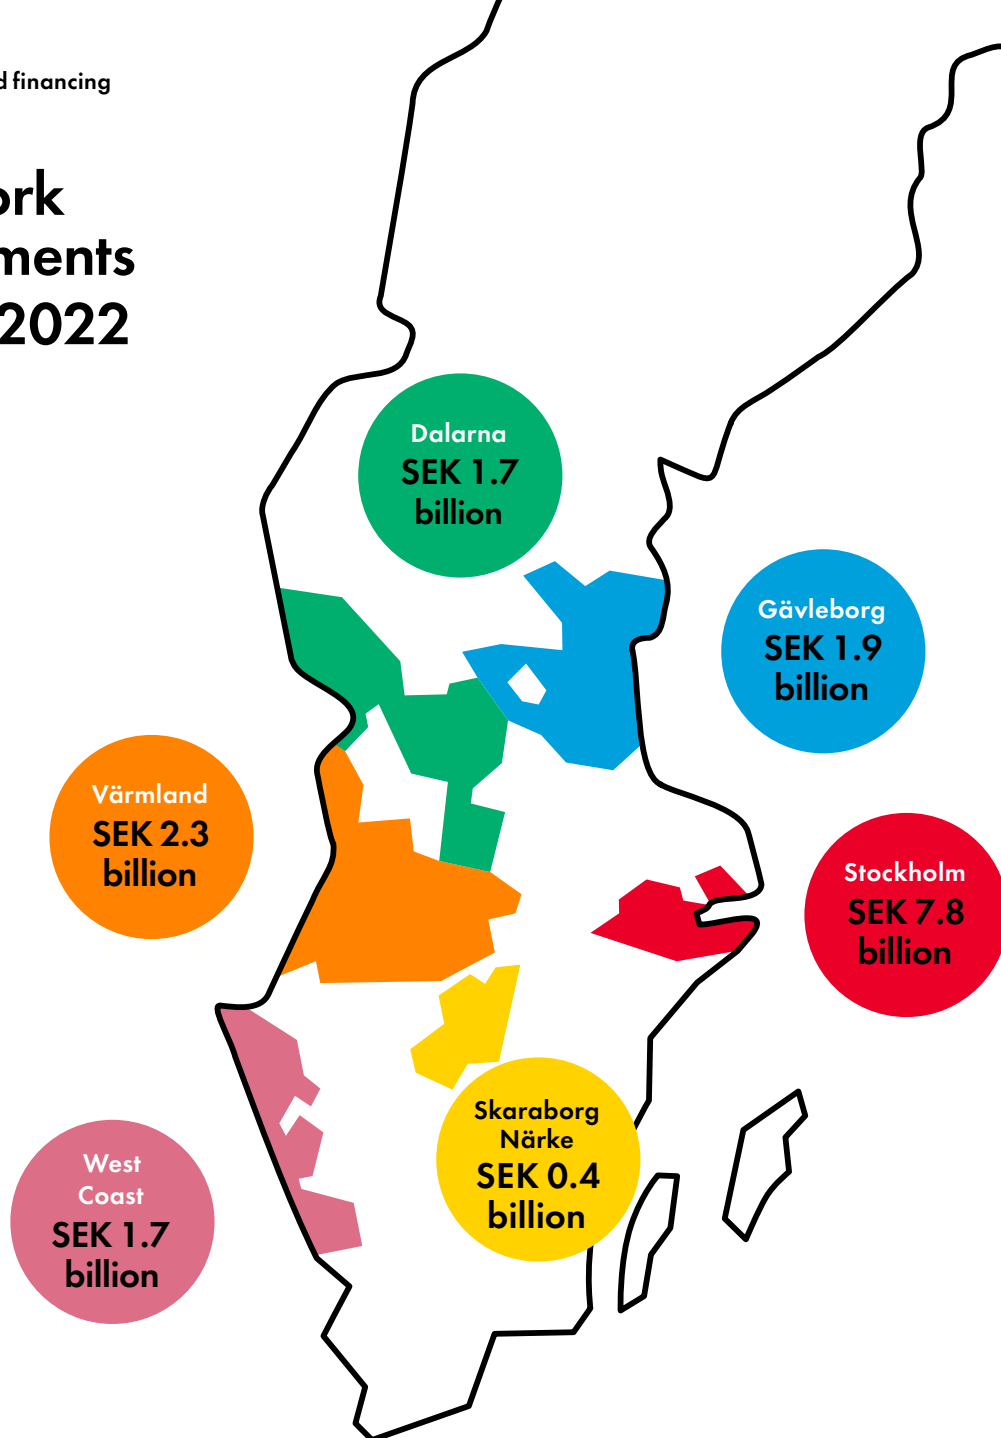 financing
ments
2022
Dalarna
SEK 1.7
billion
Gävleborg
SEK 1.9
billion
Värmland
SEK 2.3
billion
Stockholm
SEK 7.8
billion
Skaraborg
Närke
SEK 0.4
billion
West
Coast
SEK 1.7
billion